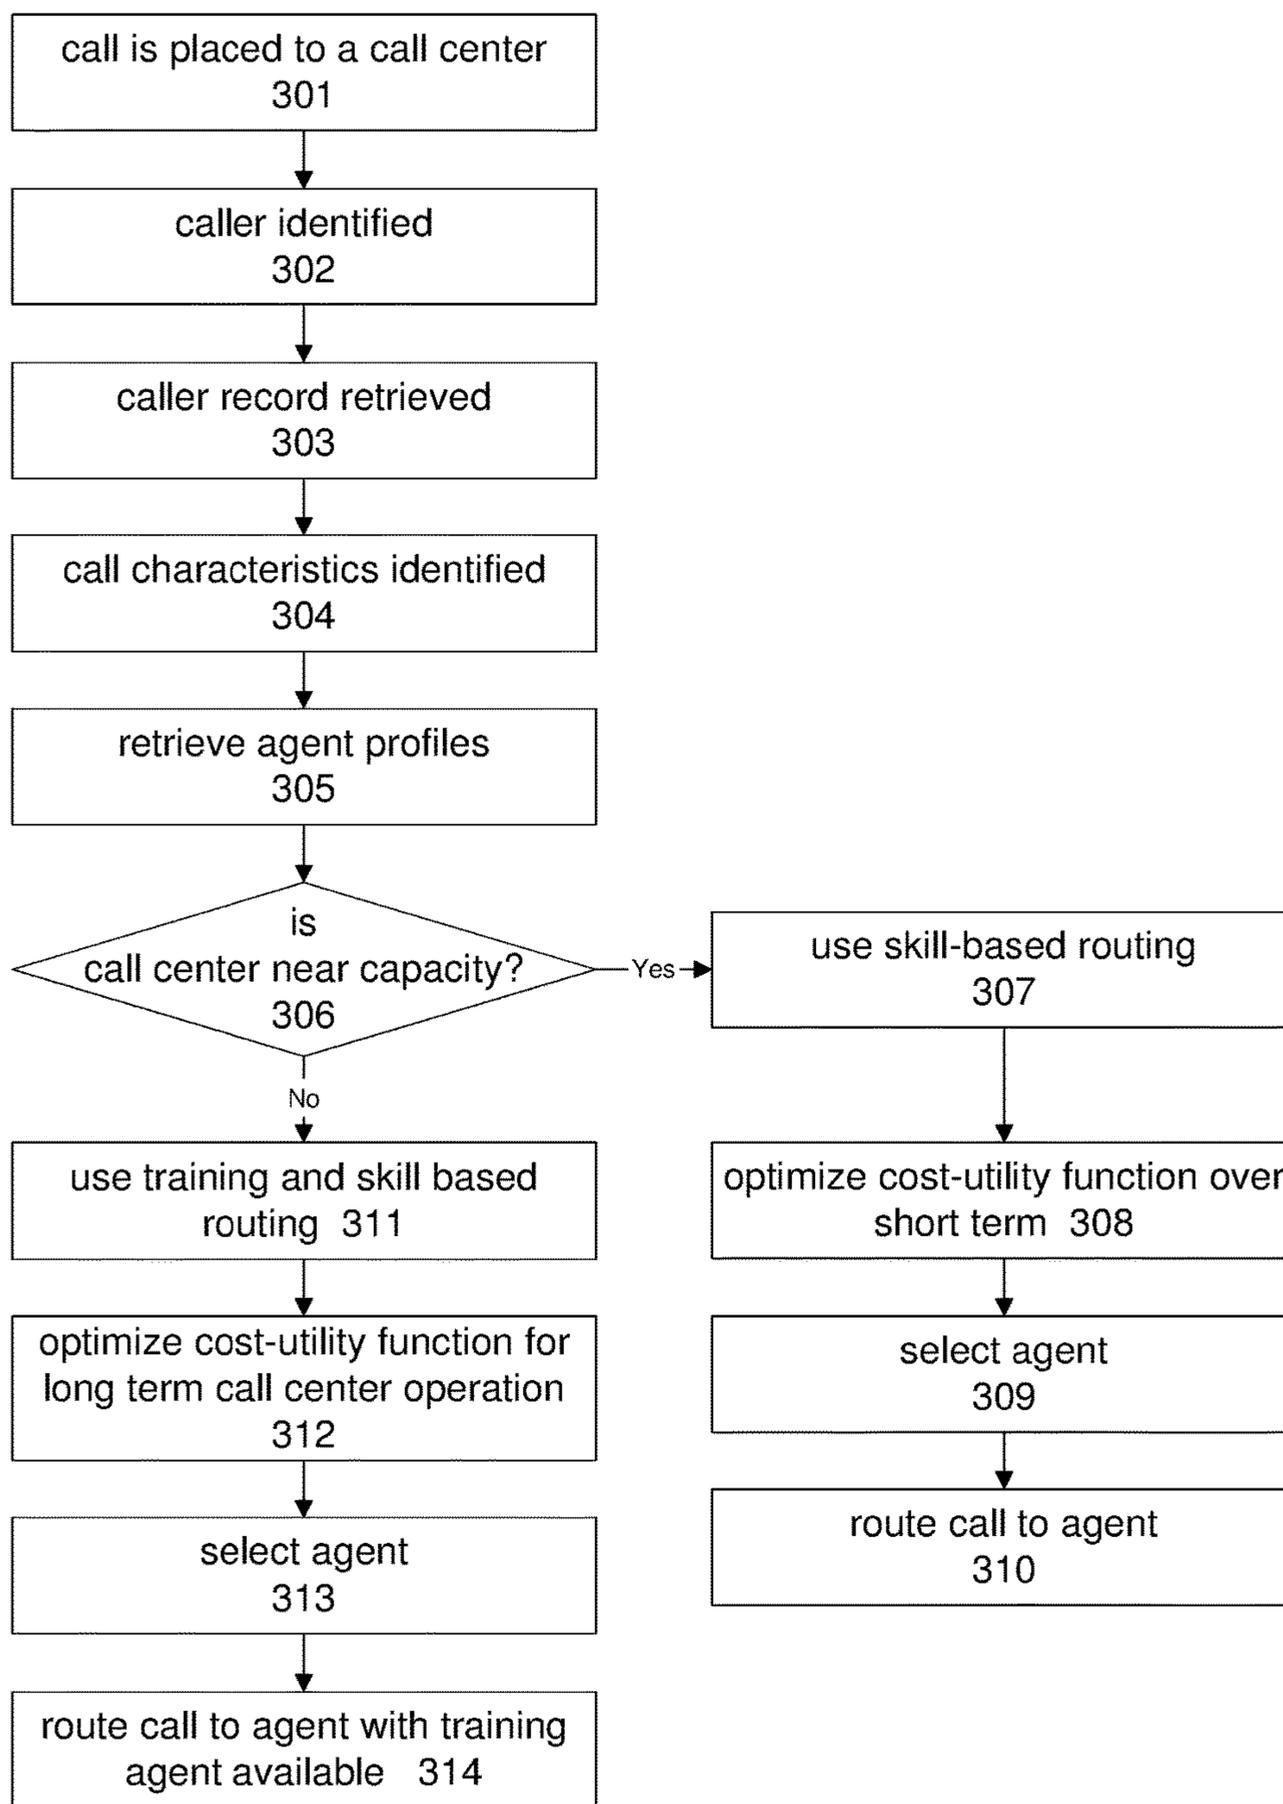 call is placed to a call center
301
caller identified
302
caller record retrieved
303
call characteristics identified
304
retrieve agent profiles
305
is
call center near capacity?
306
Yes
use skill-based routing
307
No
use training and skill based
routing 311
optimize cost-utility function over
short term 308
optimize cost-utility function for
long term call center operation
312
select agent
309
select agent
313
route call to agent
310
route call to agent with training
agent available 314